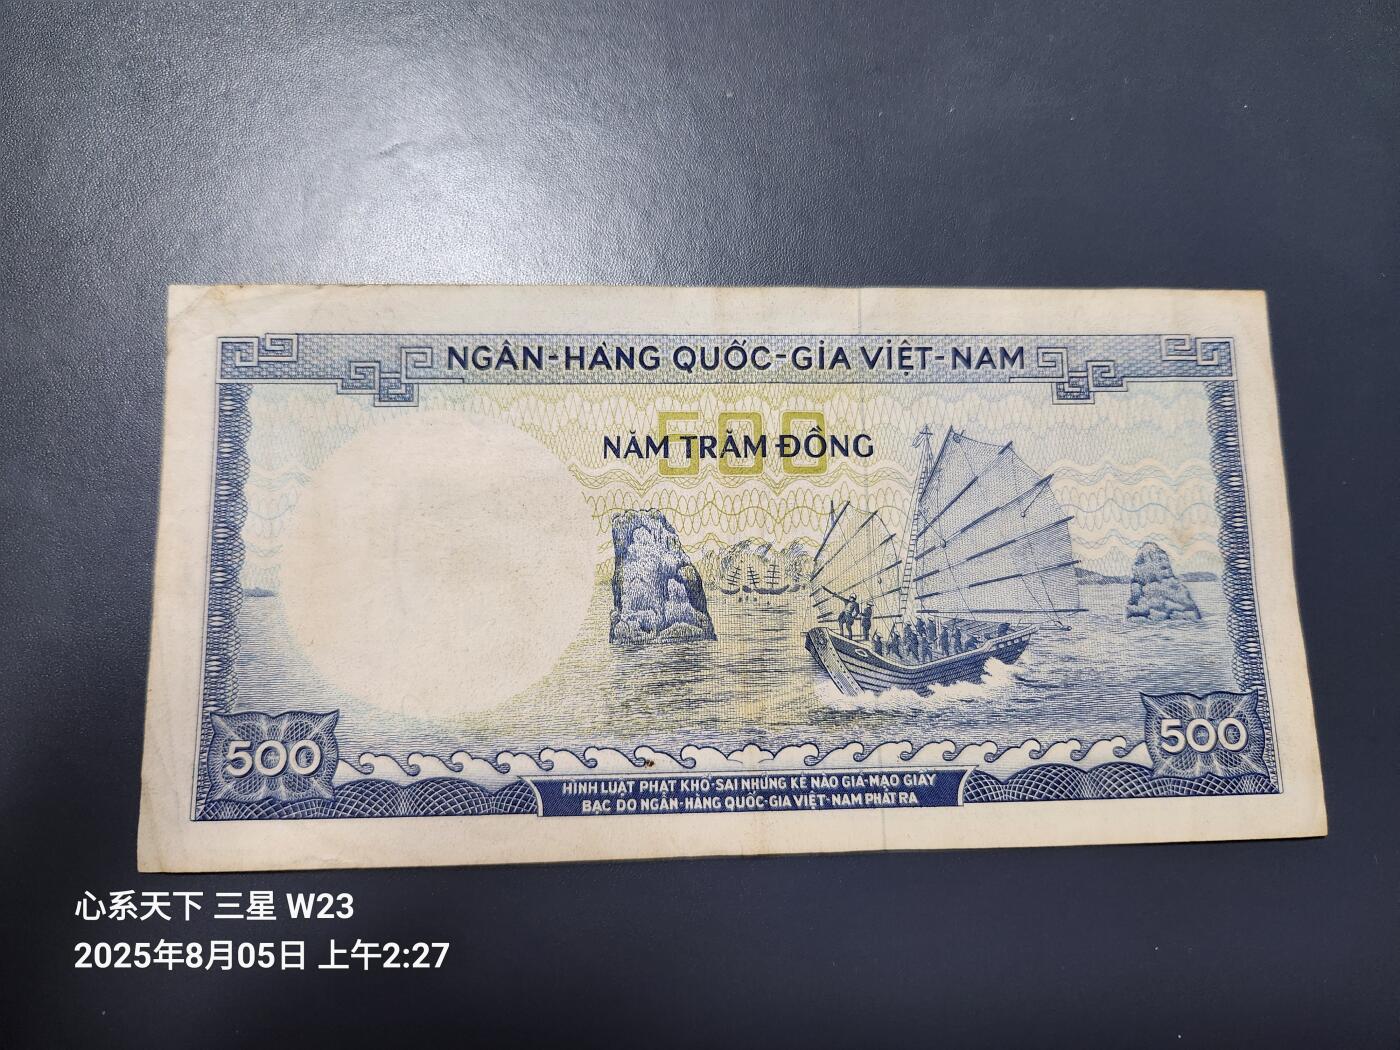 NGÂN-HÀNG QUỐC-GIA VIỆT-NAM
500
NĂM TRĂM ĐỒNG
500
500
HÌNH LUẬT PHẠT KHỔ-SAI NHỮNG KẺ NÀO GIẢ-MẠO GIẤY
BẠC DO NGÂN-HÀNG QUỐC-GIA VIỆT-NAM PHÁT RA
心系天下 三星 W23
2025年8月05日 上午2:27